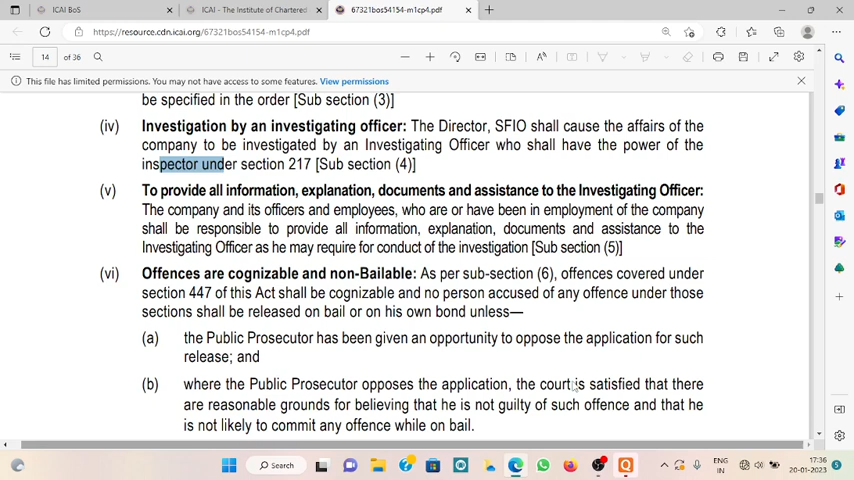 ICAI BoS
ICAI - The Institute of Chartered
67321bos54154-m1cp4.pdf
https://resource.cdn.icai.org/67321bos54154-m1cp4.pdf
14 of 36
This file has limited permissions. You may not have access to some features. View permissions
be specified in the order [Sub section (3)]
(iv) Investigation by an investigating officer: The Director, SFIO shall cause the affairs of the
company to be investigated by an Investigating Officer who shall have the power of the
inspector under section 217 [Sub section (4)]
(v) To provide all information, explanation, documents and assistance to the Investigating Officer:
The company and its officers and employees, who are or have been in employment of the company
shall be responsible to provide all information, explanation, documents and assistance to the
Investigating Officer as he may require for conduct of the investigation [Sub section (5)]
(vi) Offences are cognizable and non-Bailable: As per sub-section (6), offences covered under
section 447 of this Act shall be cognizable and no person accused of any offence under those
sections shall be released on bail or on his own bond unless—
(a) the Public Prosecutor has been given an opportunity to oppose the application for such
release; and
(b) where the Public Prosecutor opposes the application, the court is satisfied that there
are reasonable grounds for believing that he is not guilty of such offence and that he
is not likely to commit any offence while on bail.
Search
ENG
IN
17:36
20-01-2023
5